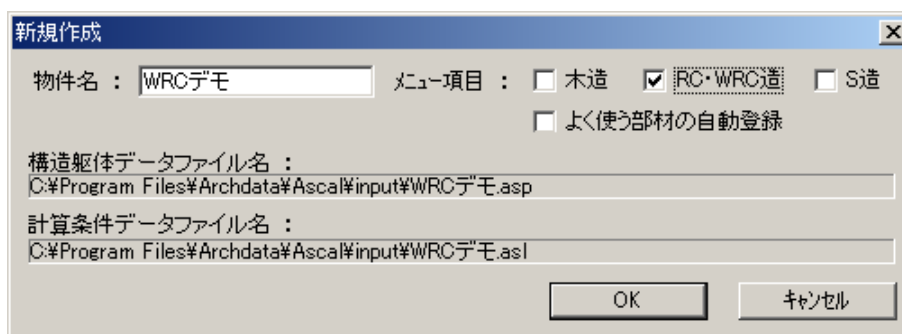 新規作成
物件名 : WRCデモ ﾒﾆｭｰ項目 : 木造 RC・WRC造 S造
よく使う部材の自動登録
構造躯体データファイル名 :
C:¥Program Files¥Archdata¥Ascal¥input¥WRCデモ.asp
計算条件データファイル名 :
C:¥Program Files¥Archdata¥Ascal¥input¥WRCデモ.asl
OK ｷｬﾝｾﾙ